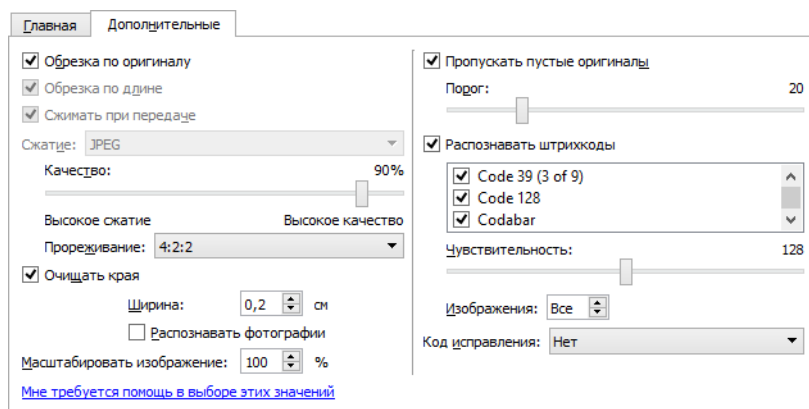 Главная
Дополнительные
Обрезка по оригиналу
Обрезка по длине
Сжимать при передаче
Сжатие: JPEG
Качество: 90%
Высокое сжатие Высокое качество
Прореживание: 4:2:2
Очищать края
Ширина: 0,2 см
Распознавать фотографии
Масштабировать изображение: 100 %
Мне требуется помощь в выборе этих значений
Пропускать пустые оригиналы
Порог: 20
Распознавать штрихкоды
Code 39 (3 of 9)
Code 128
Codabar
Чувствительность: 128
Изображения: Все
Код исправления: Нет